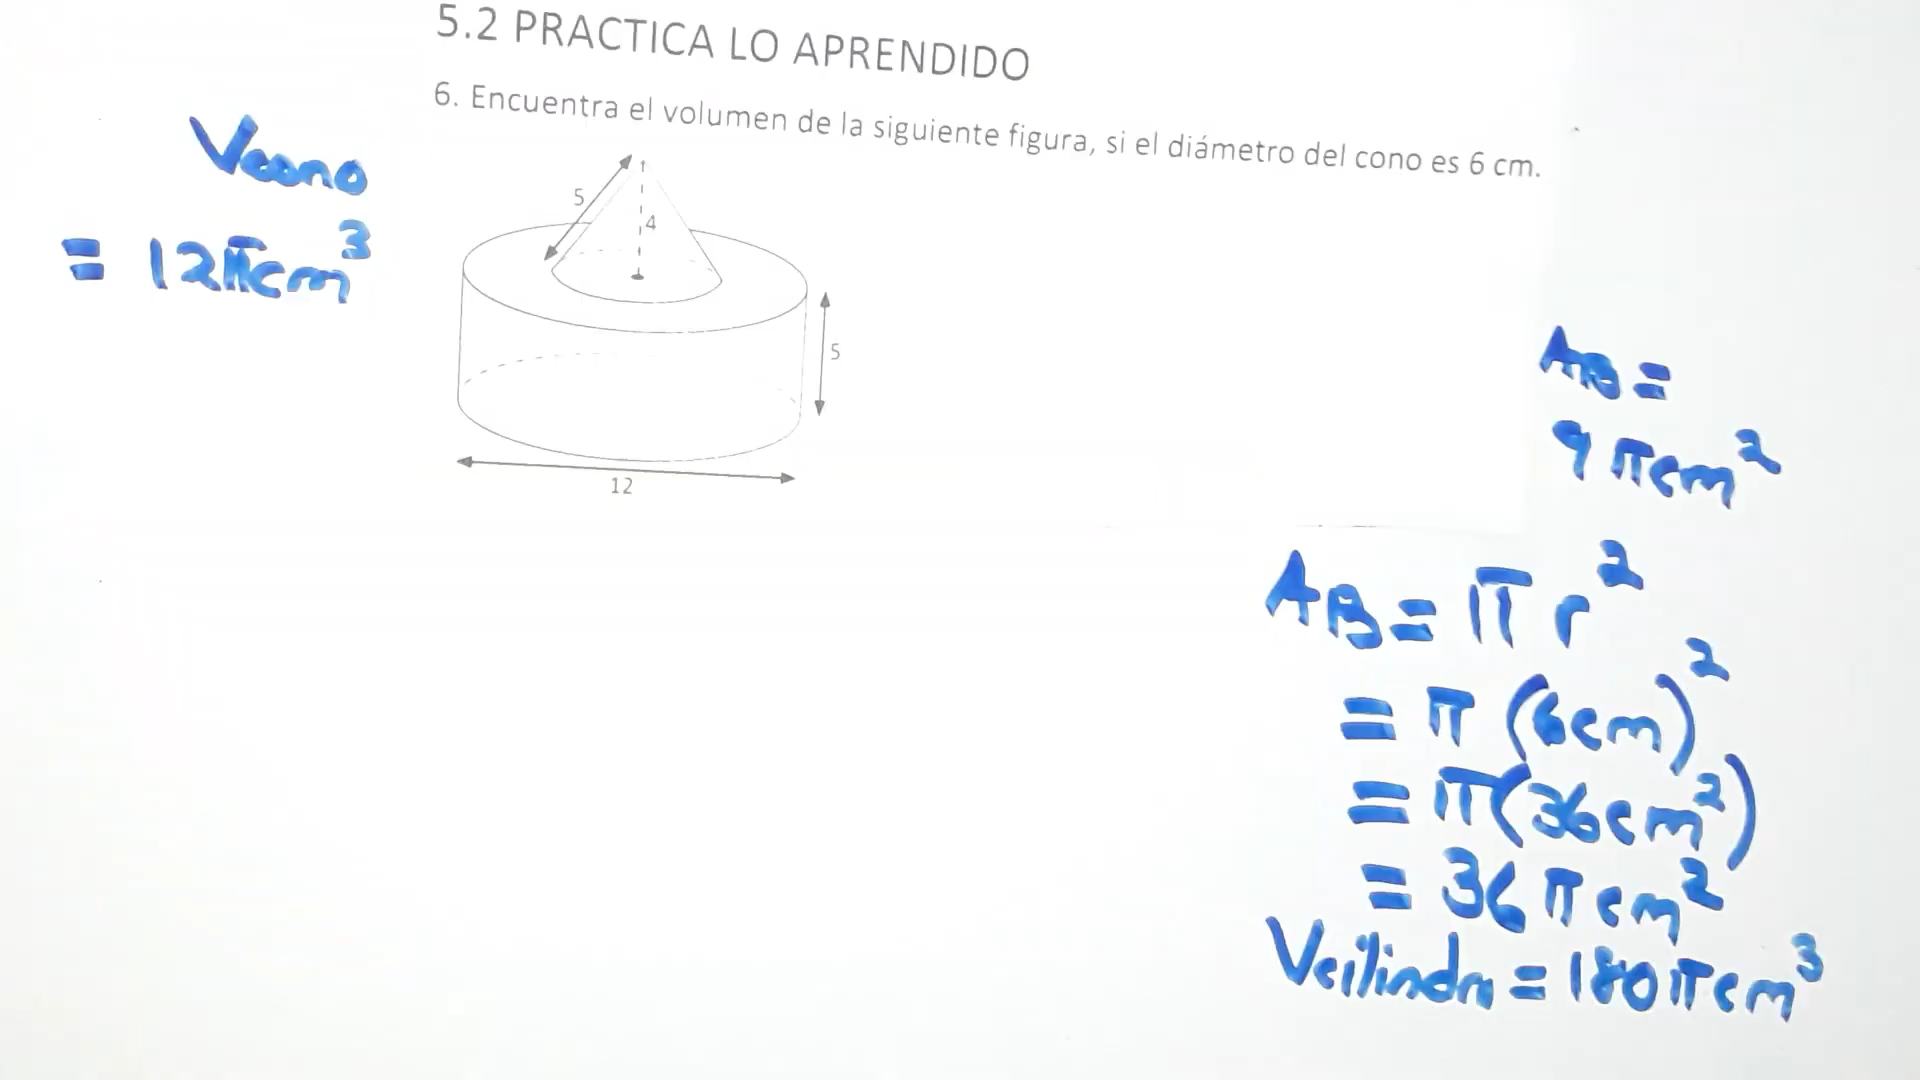 5.2 PRACTICA LO APRENDIDO
6. Encuentra el volumen de la siguiente figura, si el diámetro del cono es 6 cm.
Vcono
= 12πcm³
5
4
5
12
AB=
9πcm²
AB= πr²
= π(6cm)²
= π(36cm²)
= 36πcm²
Vcilindro=180πcm³